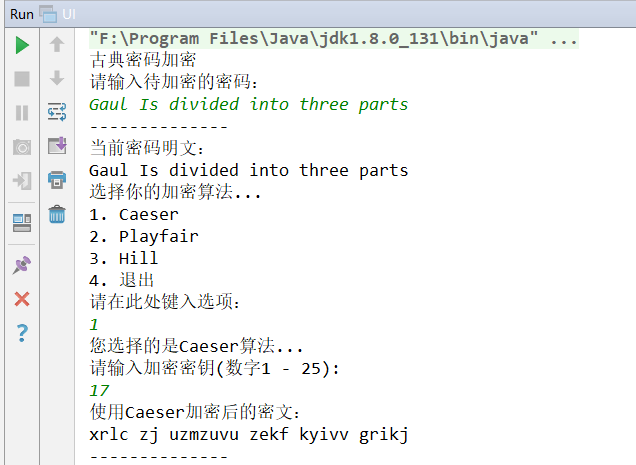 Run UI
"F:\Program Files\Java\jdk1.8.0_131\bin\java" ...
古典密码加密
请输入待加密的密码：
Gaul Is divided into three parts
--------------
当前密码明文：
Gaul Is divided into three parts
选择你的加密算法...
1. Caeser
2. Playfair
3. Hill
4. 退出
请在此处键入选项：
1
您选择的是Caeser算法...
请输入加密密钥(数字1 - 25)：
17
使用Caeser加密后的密文：
xrlc zj uzmzuvu zekf kyivv grikj
--------------